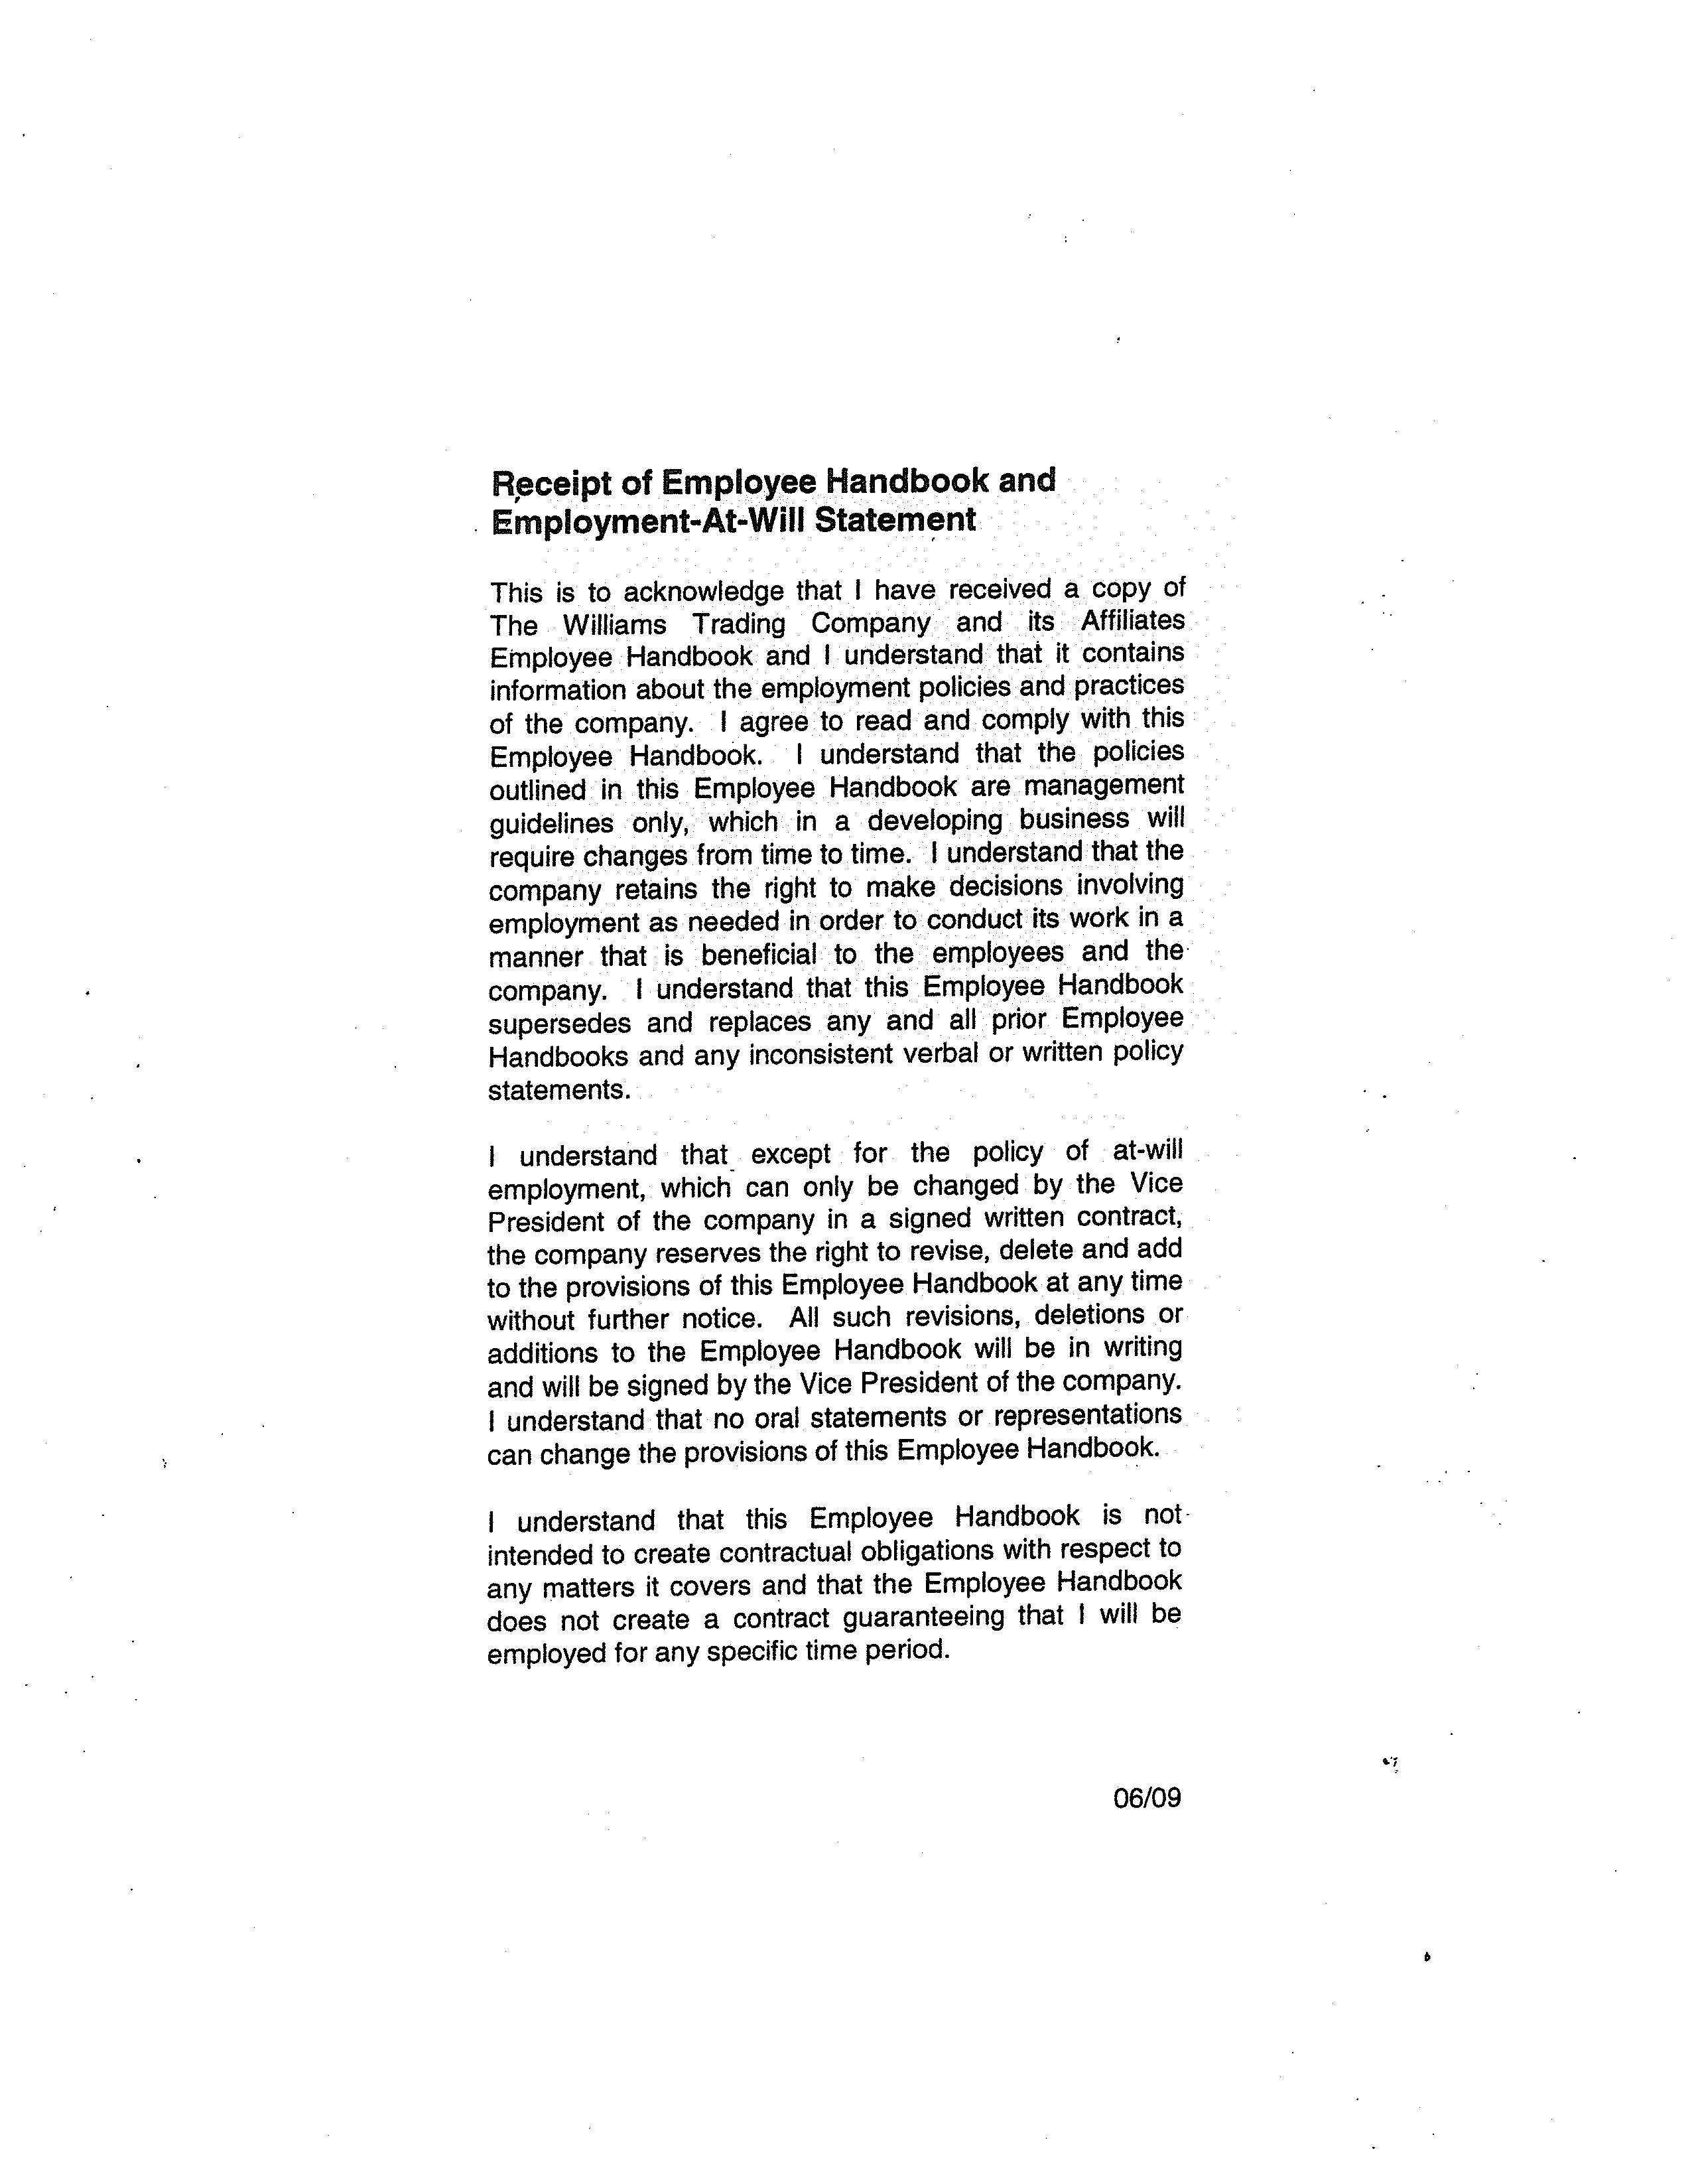 Receipt of Employee Handbook and
Employment-At-Will Statement
This is to acknowledge that I have received a copy of
The Williams Trading Company and its Affiliates
Employee Handbook and I understand that it contains
information about the employment policies and practices
of the company. I agree to read and comply with this
Employee Handbook. I understand that the policies
outlined in this Employee Handbook are management
guidelines only, which in a developing business will
require changes from time to time. I understand that the
company retains the right to make decisions involving
employment as needed in order to conduct its work in a
manner that is beneficial to the employees and the
company. I understand that this Employee Handbook
supersedes and replaces any and all prior Employee
Handbooks and any inconsistent verbal or written policy
statements.
I understand that except for the policy of at-will
employment, which can only be changed by the Vice
President of the company in a signed written contract,
the company reserves the right to revise, delete and add
to the provisions of this Employee Handbook at any time
without further notice. All such revisions, deletions or
additions to the Employee Handbook will be in writing
and will be signed by the Vice President of the company.
I understand that no oral statements or representations
can change the provisions of this Employee Handbook.
I understand that this Employee Handbook is not
intended to create contractual obligations with respect to
any matters it covers and that the Employee Handbook
does not create a contract guaranteeing that I will be
employed for any specific time period.
06/09